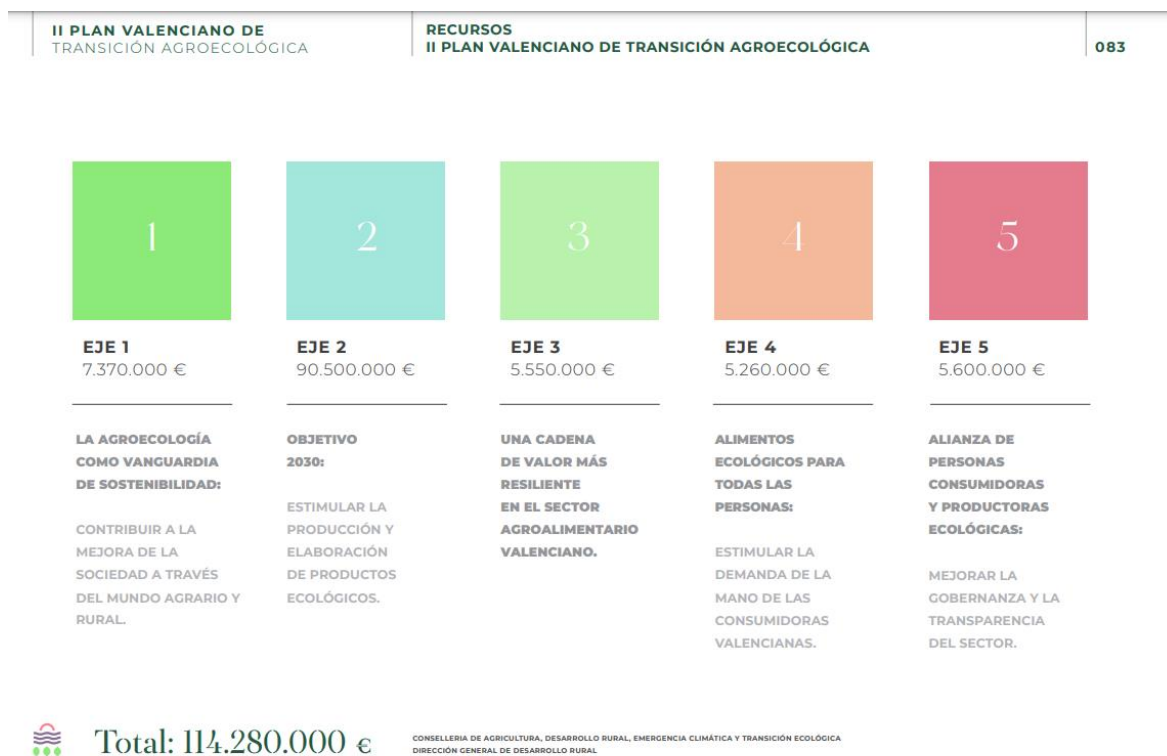 II PLAN VALENCIANO DE
TRANSICIÓN AGROECOLÓGICA
RECURSOS
II PLAN VALENCIANO DE TRANSICIÓN AGROECOLÓGICA
083
1
2
3
4
5
EJE 1
7.370.000 €
EJE 2
90.500.000 €
EJE 3
5.550.000 €
EJE 4
5.260.000 €
EJE 5
5.600.000 €
LA AGROECOLOGÍA
COMO VANGUARDIA
DE SOSTENIBILIDAD:
CONTRIBUIR A LA
MEJORA DE LA
SOCIEDAD A TRAVÉS
DEL MUNDO AGRARIO Y
RURAL.
OBJETIVO
2030:
ESTIMULAR LA
PRODUCCIÓN Y
ELABORACIÓN
DE PRODUCTOS
ECOLÓGICOS.
UNA CADENA
DE VALOR MÁS
RESILIENTE
EN EL SECTOR
AGROALIMENTARIO
VALENCIANO.
ALIMENTOS
ECOLÓGICOS PARA
TODAS LAS
PERSONAS:
ESTIMULAR LA
DEMANDA DE LA
MANO DE LAS
CONSUMIDORAS
VALENCIANAS.
ALIANZA DE
PERSONAS
CONSUMIDORAS
Y PRODUCTORAS
ECOLÓGICAS:
MEJORAR LA
GOBERNANZA Y LA
TRANSPARENCIA
DEL SECTOR.
Total: 114.280.000 €
CONSELLERIA DE AGRICULTURA, DESARROLLO RURAL, EMERGENCIA CLIMÁTICA Y TRANSICIÓN ECOLÓGICA
DIRECCIÓN GENERAL DE DESARROLLO RURAL